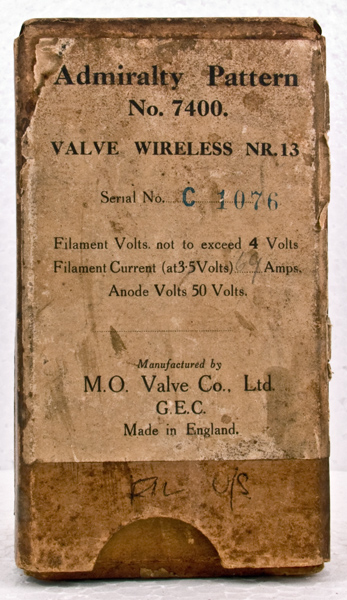 Admiralty Pattern
No. 7400.
VALVE WIRELESS NR.13
Serial No. C 1076
Filament Volts. not to exceed 4 Volts
Filament Current (at 3·5 Volts) Amps.
Anode Volts 50 Volts.
Manufactured by
M.O. Valve Co., Ltd.
G.E.C.
Made in England.
U/S